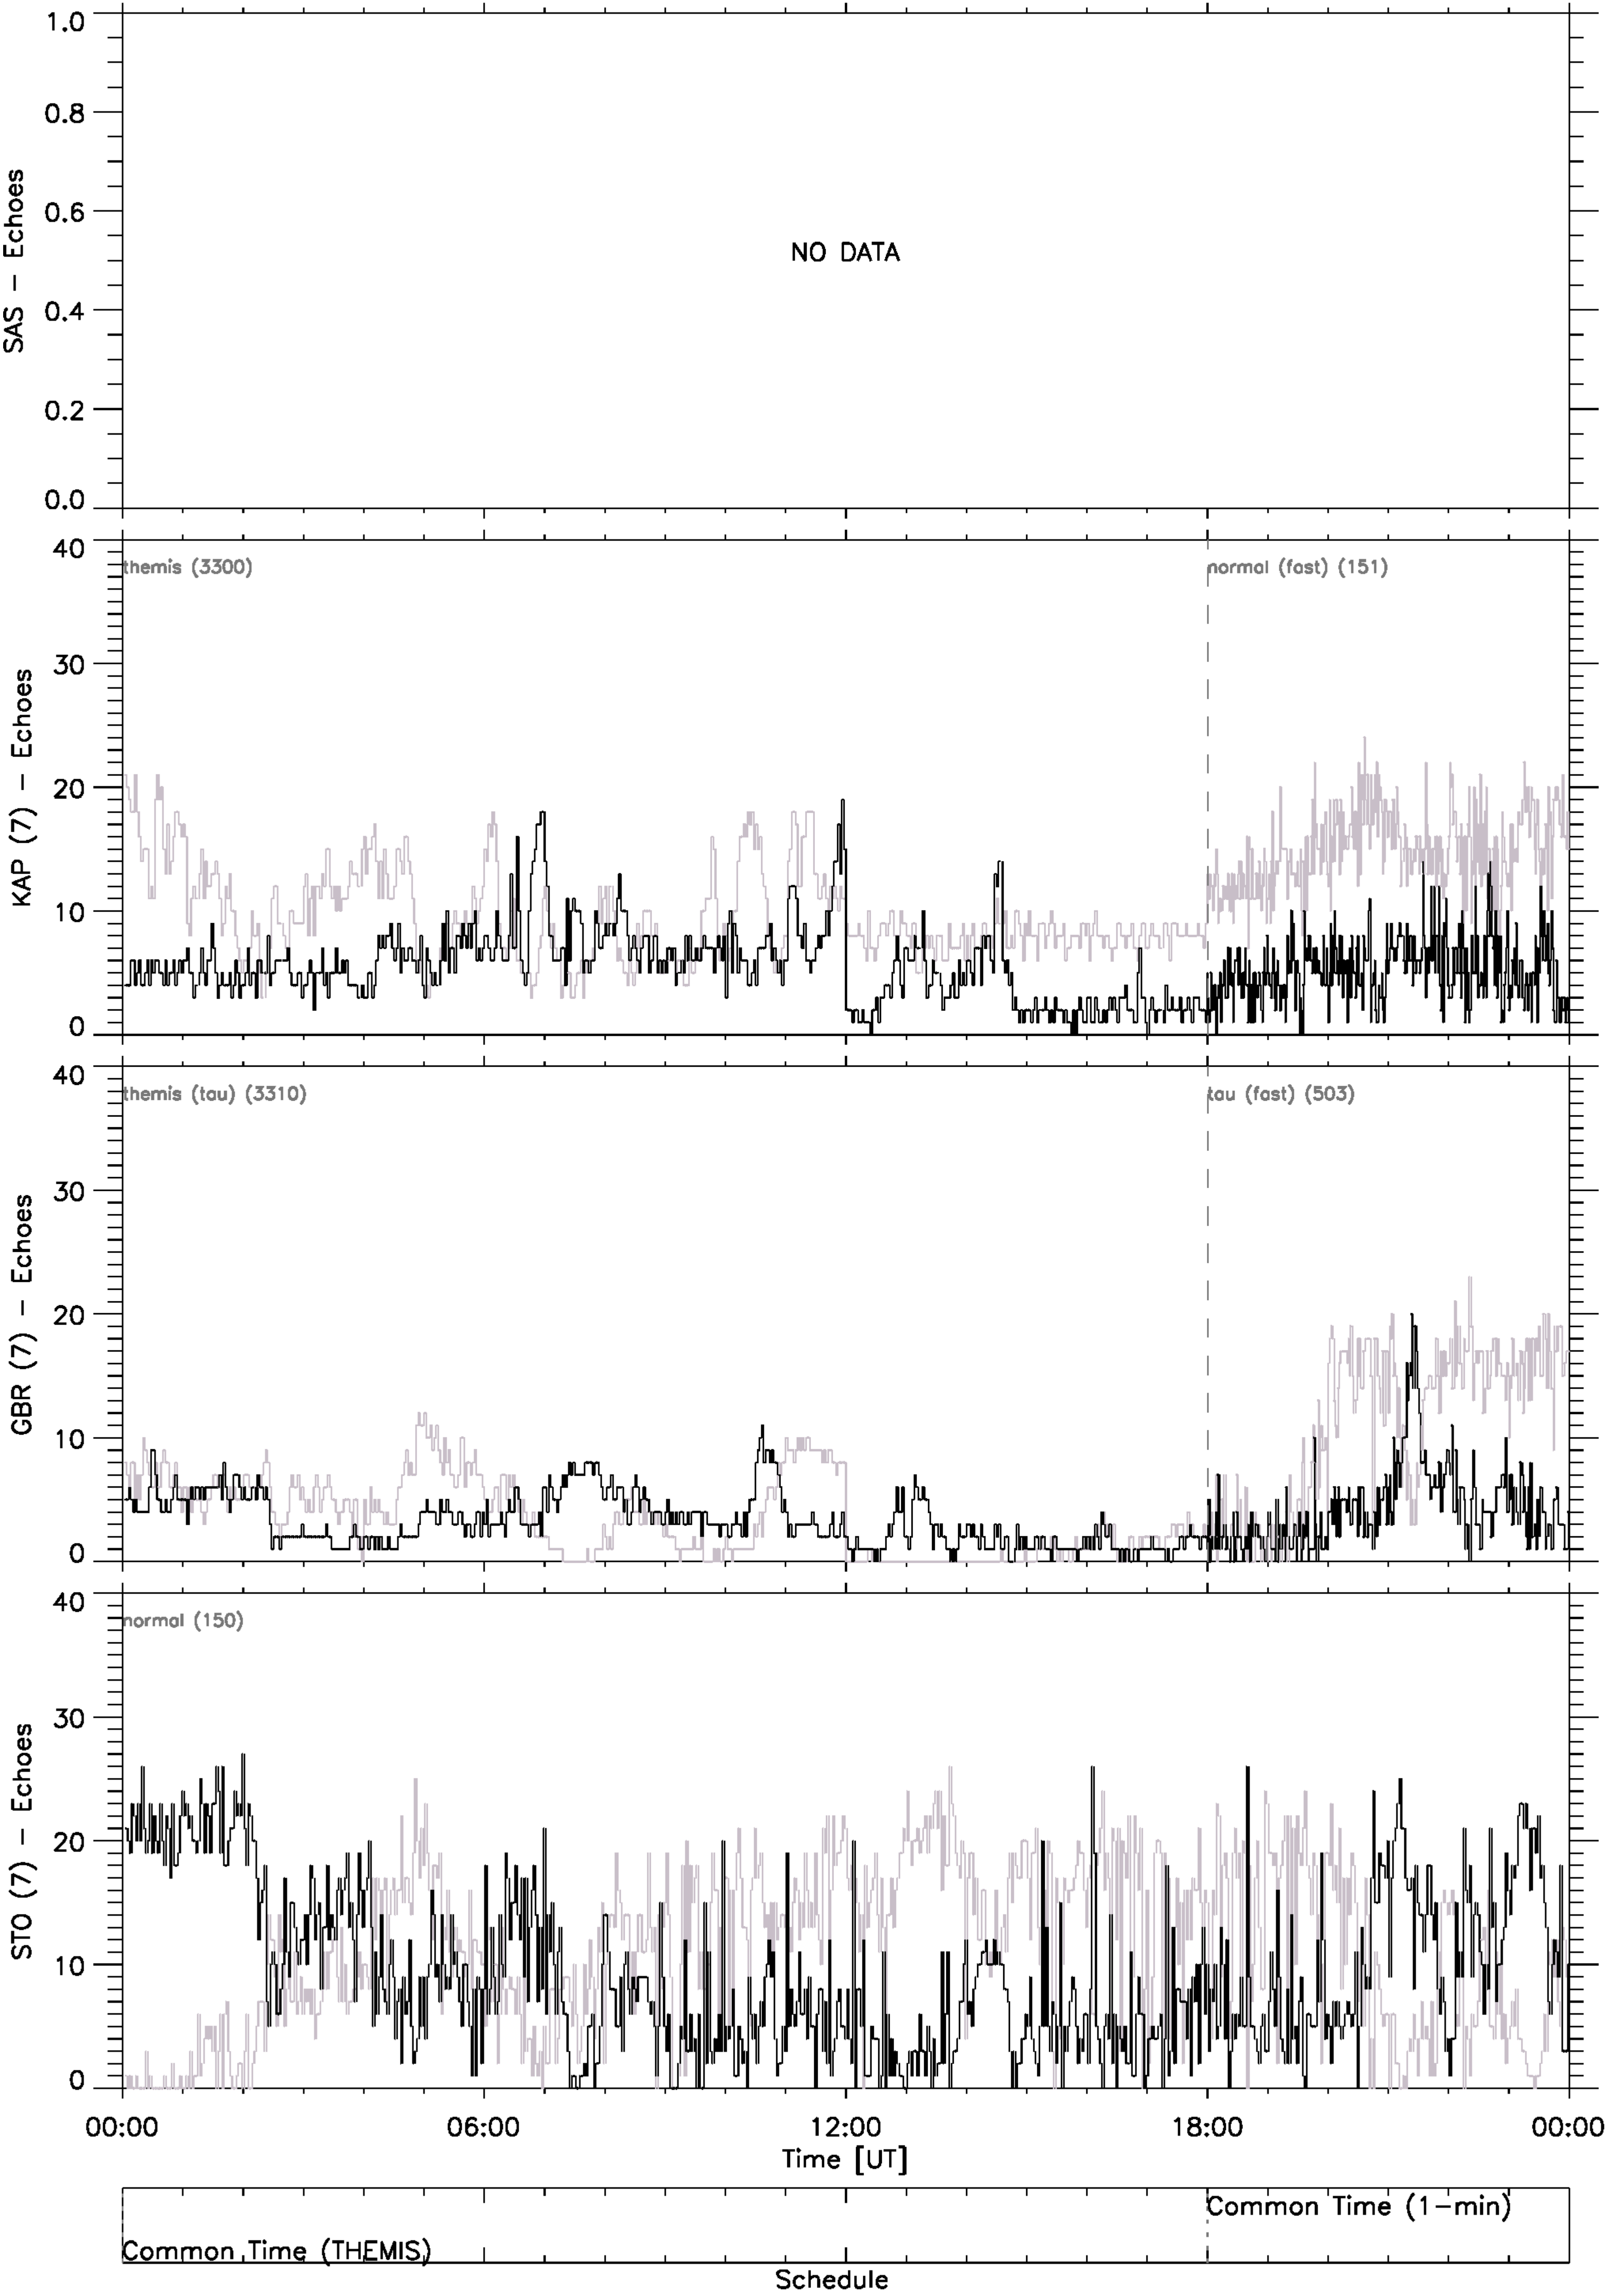 1.0
0.8
0.6
0.4
0.2
0.0
SAS - Echoes
NO DATA
40
30
20
10
0
KAP (7) - Echoes
themis (3300)
normal (fast) (151)
40
30
20
10
0
GBR (7) - Echoes
themis (tau) (3310)
tau (fast) (503)
40
30
20
10
0
STO (7) - Echoes
normal (150)
00:00 06:00 12:00 18:00 00:00
Time [UT]
Common Time (1-min)
Common Time (THEMIS)
Schedule